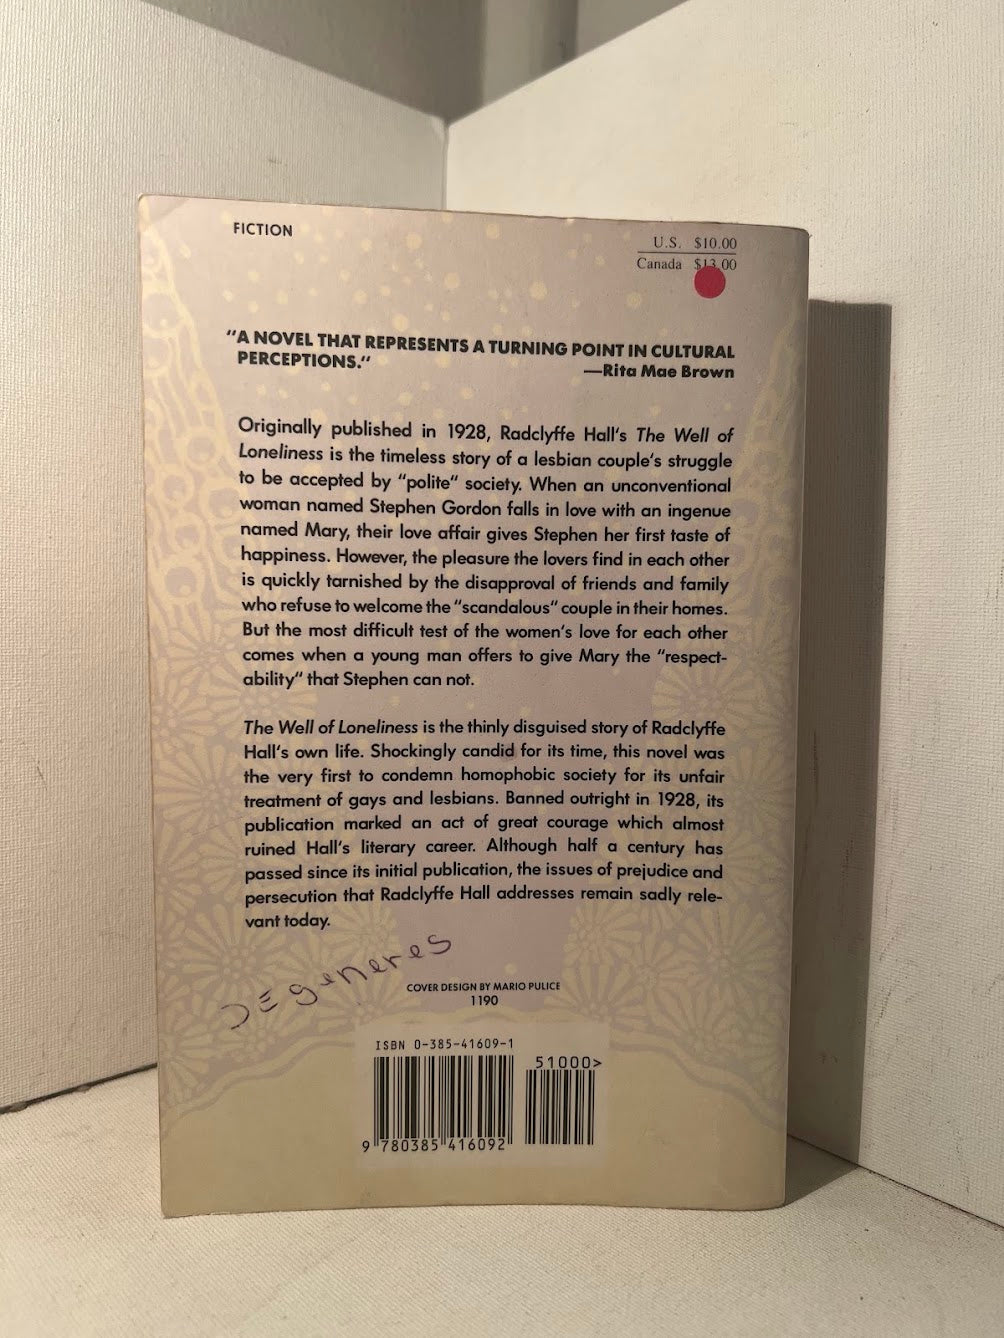 FICTION
U.S. $10.00
Canada $13.00
"A NOVEL THAT REPRESENTS A TURNING POINT IN CULTURAL
PERCEPTIONS."
—Rita Mae Brown
Originally published in 1928, Radclyffe Hall's The Well of
Loneliness is the timeless story of a lesbian couple's struggle
to be accepted by "polite" society. When an unconventional
woman named Stephen Gordon falls in love with an ingenue
named Mary, their love affair gives Stephen her first taste of
happiness. However, the pleasure the lovers find in each other
is quickly tarnished by the disapproval of friends and family
who refuse to welcome the "scandalous" couple in their homes.
But the most difficult test of the women's love for each other
comes when a young man offers to give Mary the "respect-
ability" that Stephen can not.
The Well of Loneliness is the thinly disguised story of Radclyffe
Hall's own life. Shockingly candid for its time, this novel was
the very first to condemn homophobic society for its unfair
treatment of gays and lesbians. Banned outright in 1928, its
publication marked an act of great courage which almost
ruined Hall's literary career. Although half a century has
passed since its initial publication, the issues of prejudice and
persecution that Radclyffe Hall addresses remain sadly rele-
vant today.
DEgeneres
COVER DESIGN BY MARIO PULICE
1190
ISBN 0-385-41609-1
51000>
9 780385 416092